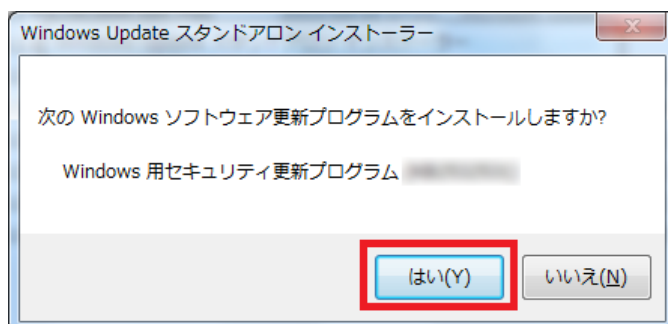 Windows Update スタンドアロン インストーラー
次の Windows ソフトウェア更新プログラムをインストールしますか?
Windows 用セキュリティ更新プログラム
はい(Y)
いいえ(N)